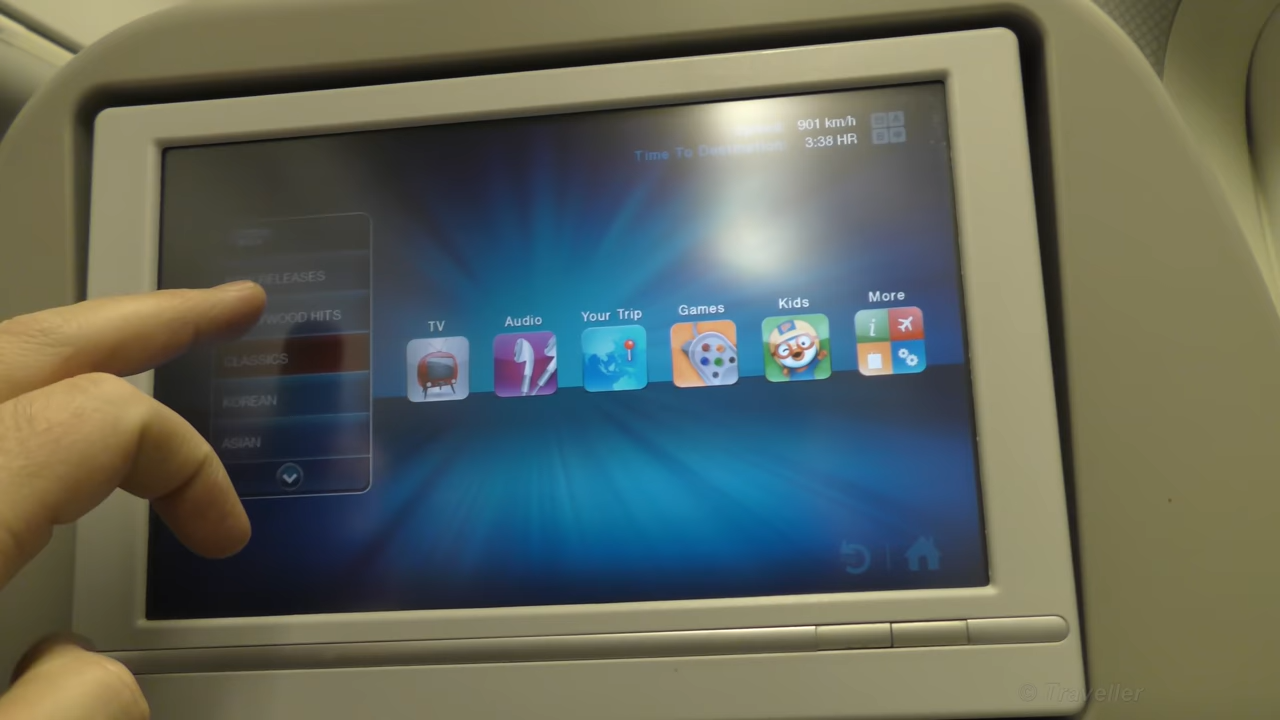 901 km/h
Time To Destination 3:38 HR
RELEASES
WOOD HITS
CLASSICS
KOREAN
ASIAN
TV
Audio
Your Trip
Games
Kids
More
i
© Traveller